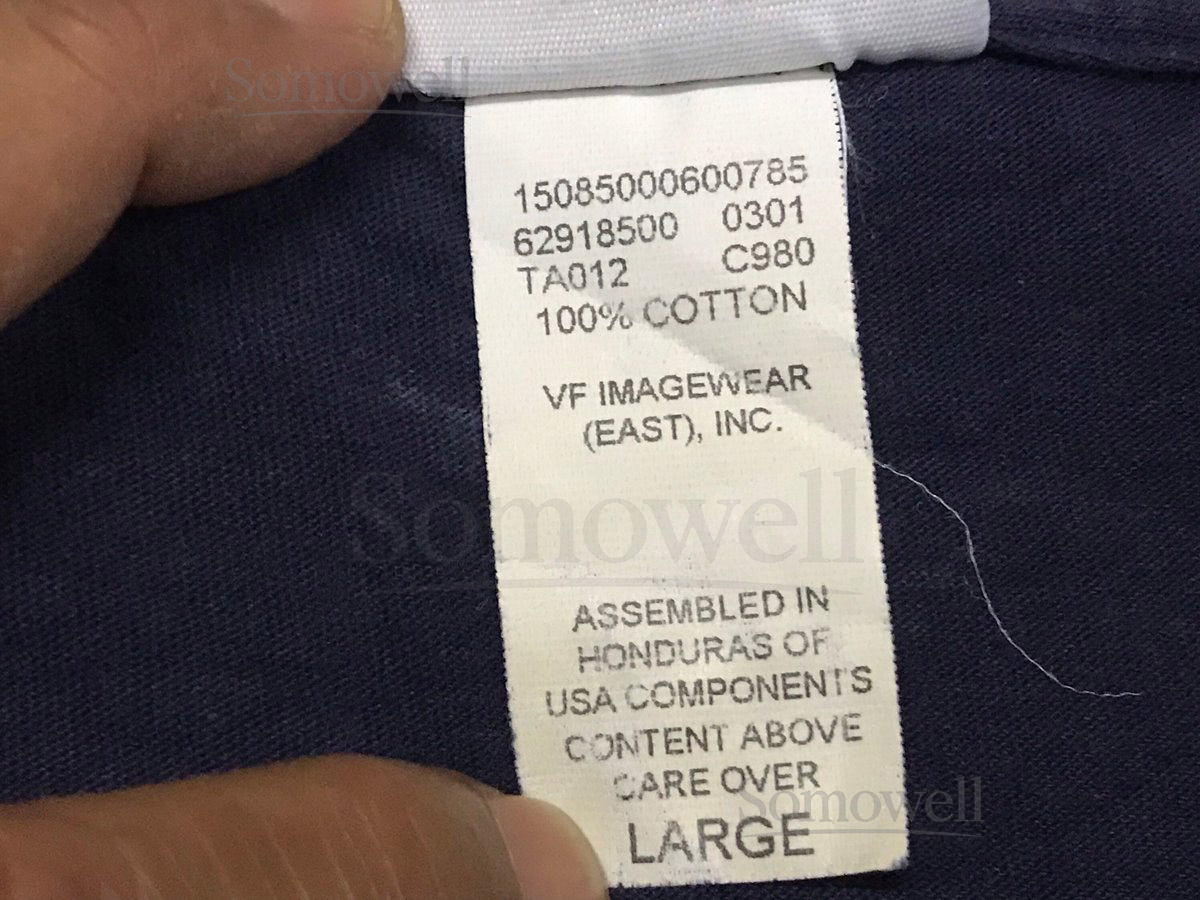 Somowell
15085000600785
62918500 0301
TA012 C980
100% COTTON
VF IMAGEWEAR
(EAST), INC.
Somowell
ASSEMBLED IN
HONDURAS OF
USA COMPONENTS
CONTENT ABOVE
CARE OVER
Somowell
LARGE